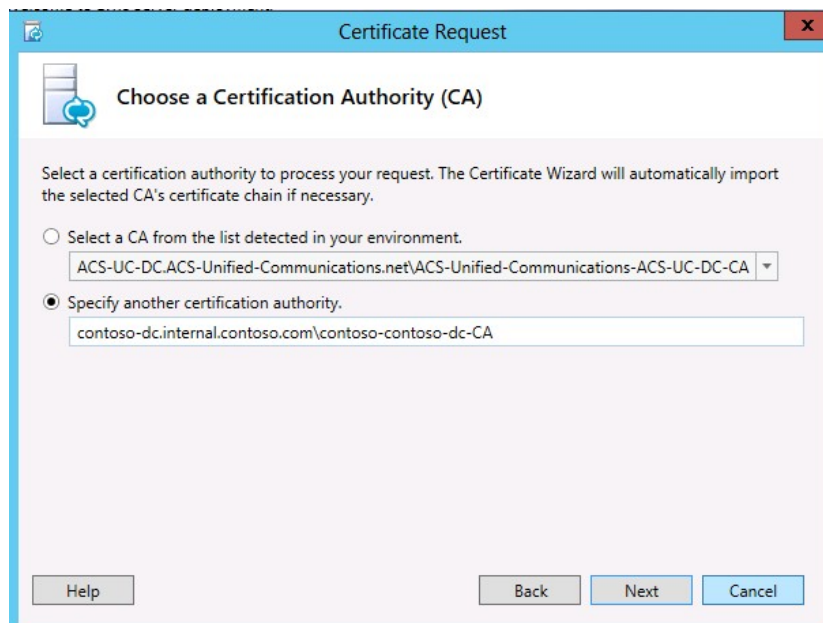 Certificate Request
x
Choose a Certification Authority (CA)
Select a certification authority to process your request. The Certificate Wizard will automatically import
the selected CA's certificate chain if necessary.
Select a CA from the list detected in your environment.
ACS-UC-DC.ACS-Unified-Communications.net\ACS-Unified-Communications-ACS-UC-DC-CA
Specify another certification authority.
contoso-dc.internal.contoso.com\contoso-contoso-dc-CA
Help
Back
Next
Cancel